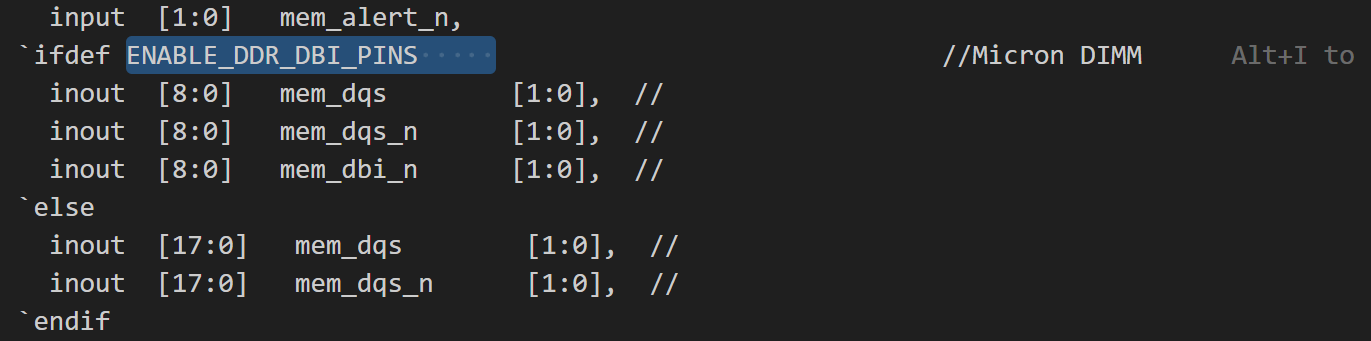 input  [1:0]   mem_alert_n,
`ifdef ENABLE_DDR_DBI_PINS                                 //Micron DIMM      Alt+I to
  inout  [8:0]   mem_dqs        [1:0],  //
  inout  [8:0]   mem_dqs_n      [1:0],  //
  inout  [8:0]   mem_dbi_n      [1:0],  //
`else
  inout  [17:0]   mem_dqs        [1:0],  //
  inout  [17:0]   mem_dqs_n      [1:0],  //
`endif